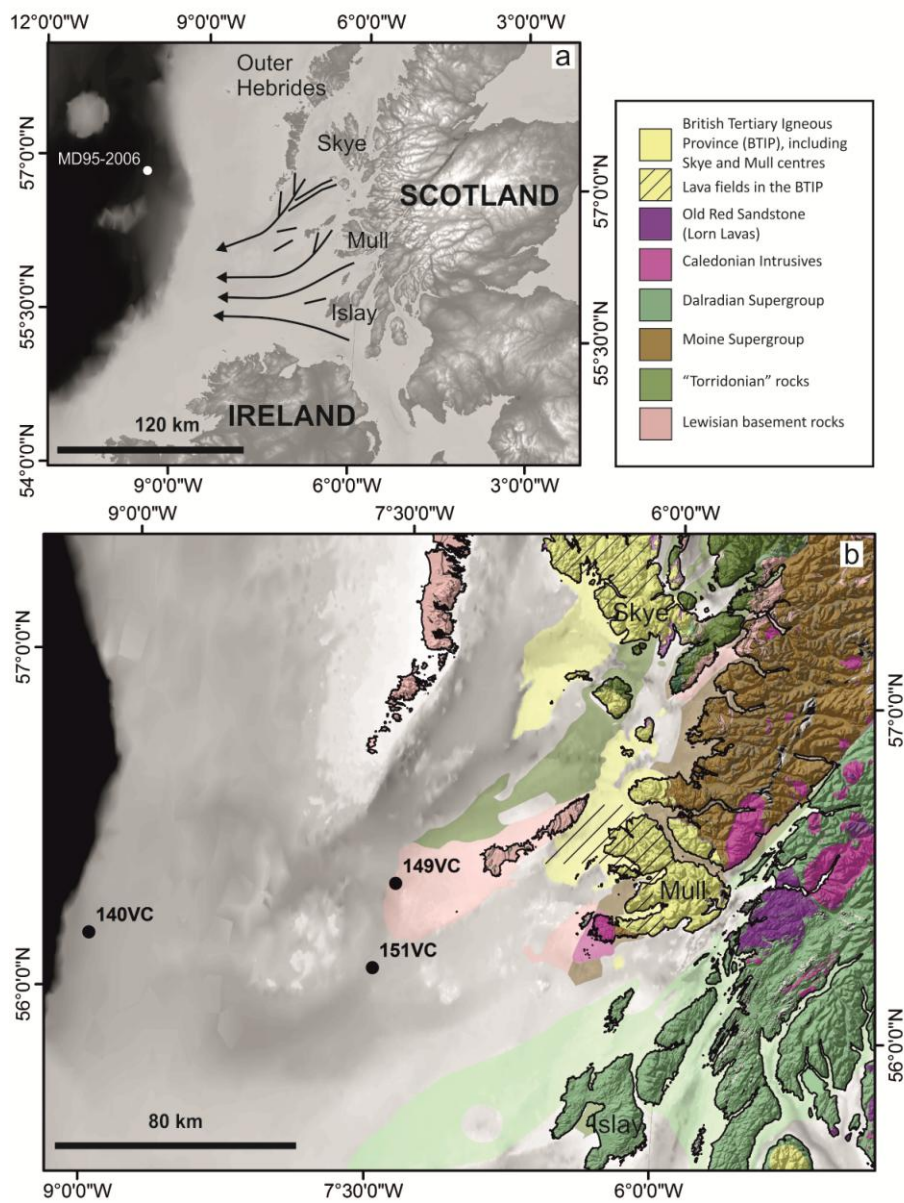 12°0'0"W 9°0'0"W 6°0'0"W 3°0'0"W
a
Outer
Hebrides
Skye
MD95-2006
57°0'0"N
57°0'0"N
SCOTLAND
Mull
55°30'0"N
55°30'0"N
Islay
IRELAND
120 km
54°0'0"N
9°0'0"W 6°0'0"W 3°0'0"W
British Tertiary Igneous
Province (BTIP), including
Skye and Mull centres
Lava fields in the BTIP
Old Red Sandstone
(Lorn Lavas)
Caledonian Intrusives
Dalradian Supergroup
Moine Supergroup
“Torridonian” rocks
Lewisian basement rocks
9°0'0"W 7°30'0"W 6°0'0"W
b
Skye
57°0'0"N
57°0'0"N
149VC
Mull
140VC
151VC
56°0'0"N
56°0'0"N
80 km
Islay
9°0'0"W 7°30'0"W 6°0'0"W